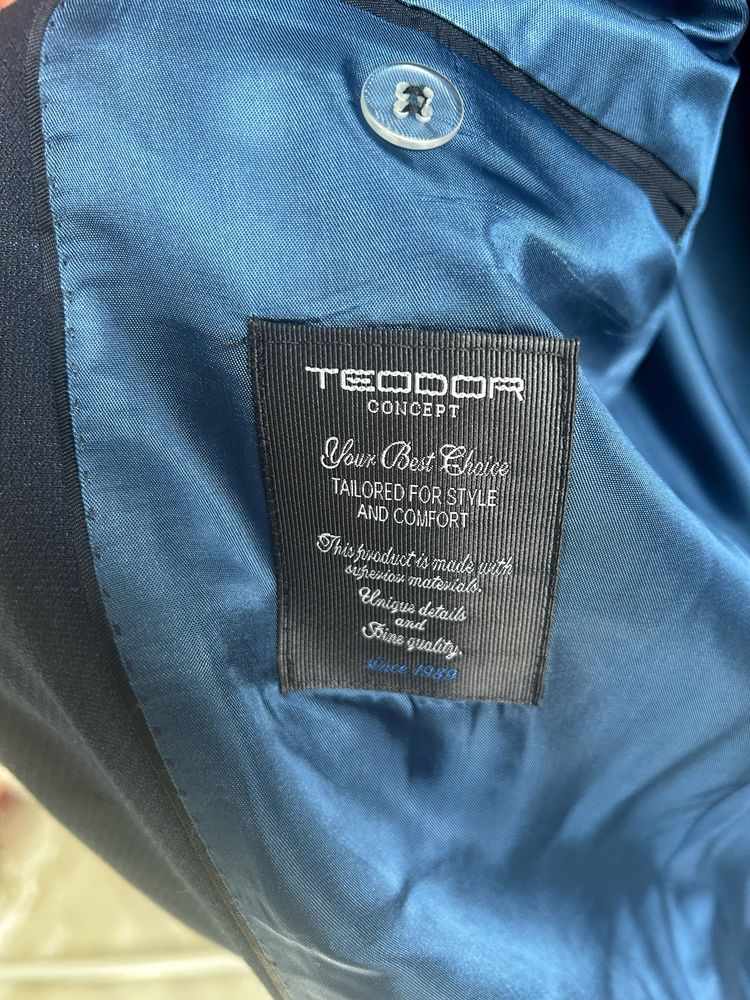 TEODOR
CONCEPT
Your Best Choice
TAILORED FOR STYLE
AND COMFORT
This product is made with
superior materials.
Unique details
and
Fine quality.
since 1989